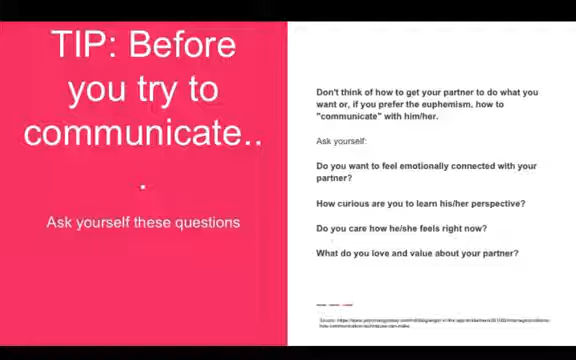 TIP: Before
you try to
communicate..
.
Ask yourself these questions
Don't think of how to get your partner to do what you
want or, if you prefer the euphemism, how to
"communicate" with him/her.
Ask yourself:
Do you want to feel emotionally connected with your
partner?
How curious are you to learn his/her perspective?
Do you care how he/she feels right now?
What do you love and value about your partner?
Source: